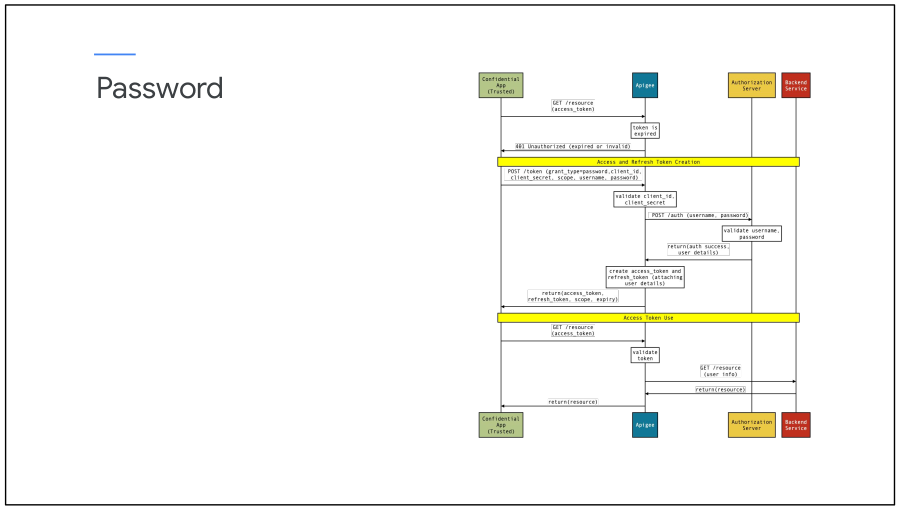 Password
Confidential
App
(Trusted)
Apigee
Authorization
Server
Backend
Service
GET /resource
(access_token)
token is
expired
401 Unauthorized (expired or invalid)
Access and Refresh Token Creation
POST /token (grant_type=password,client_id,
client_secret, scope, username, password)
validate client_id,
client_secret
POST /auth (username, password)
validate username,
password
return(auth success,
user details)
create access_token and
refresh_token (attaching
user details)
return(access_token,
refresh_token, scope, expiry)
Access Token Use
GET /resource
(access_token)
validate
token
GET /resource
(user info)
return(resource)
return(resource)
Confidential
App
(Trusted)
Apigee
Authorization
Server
Backend
Service